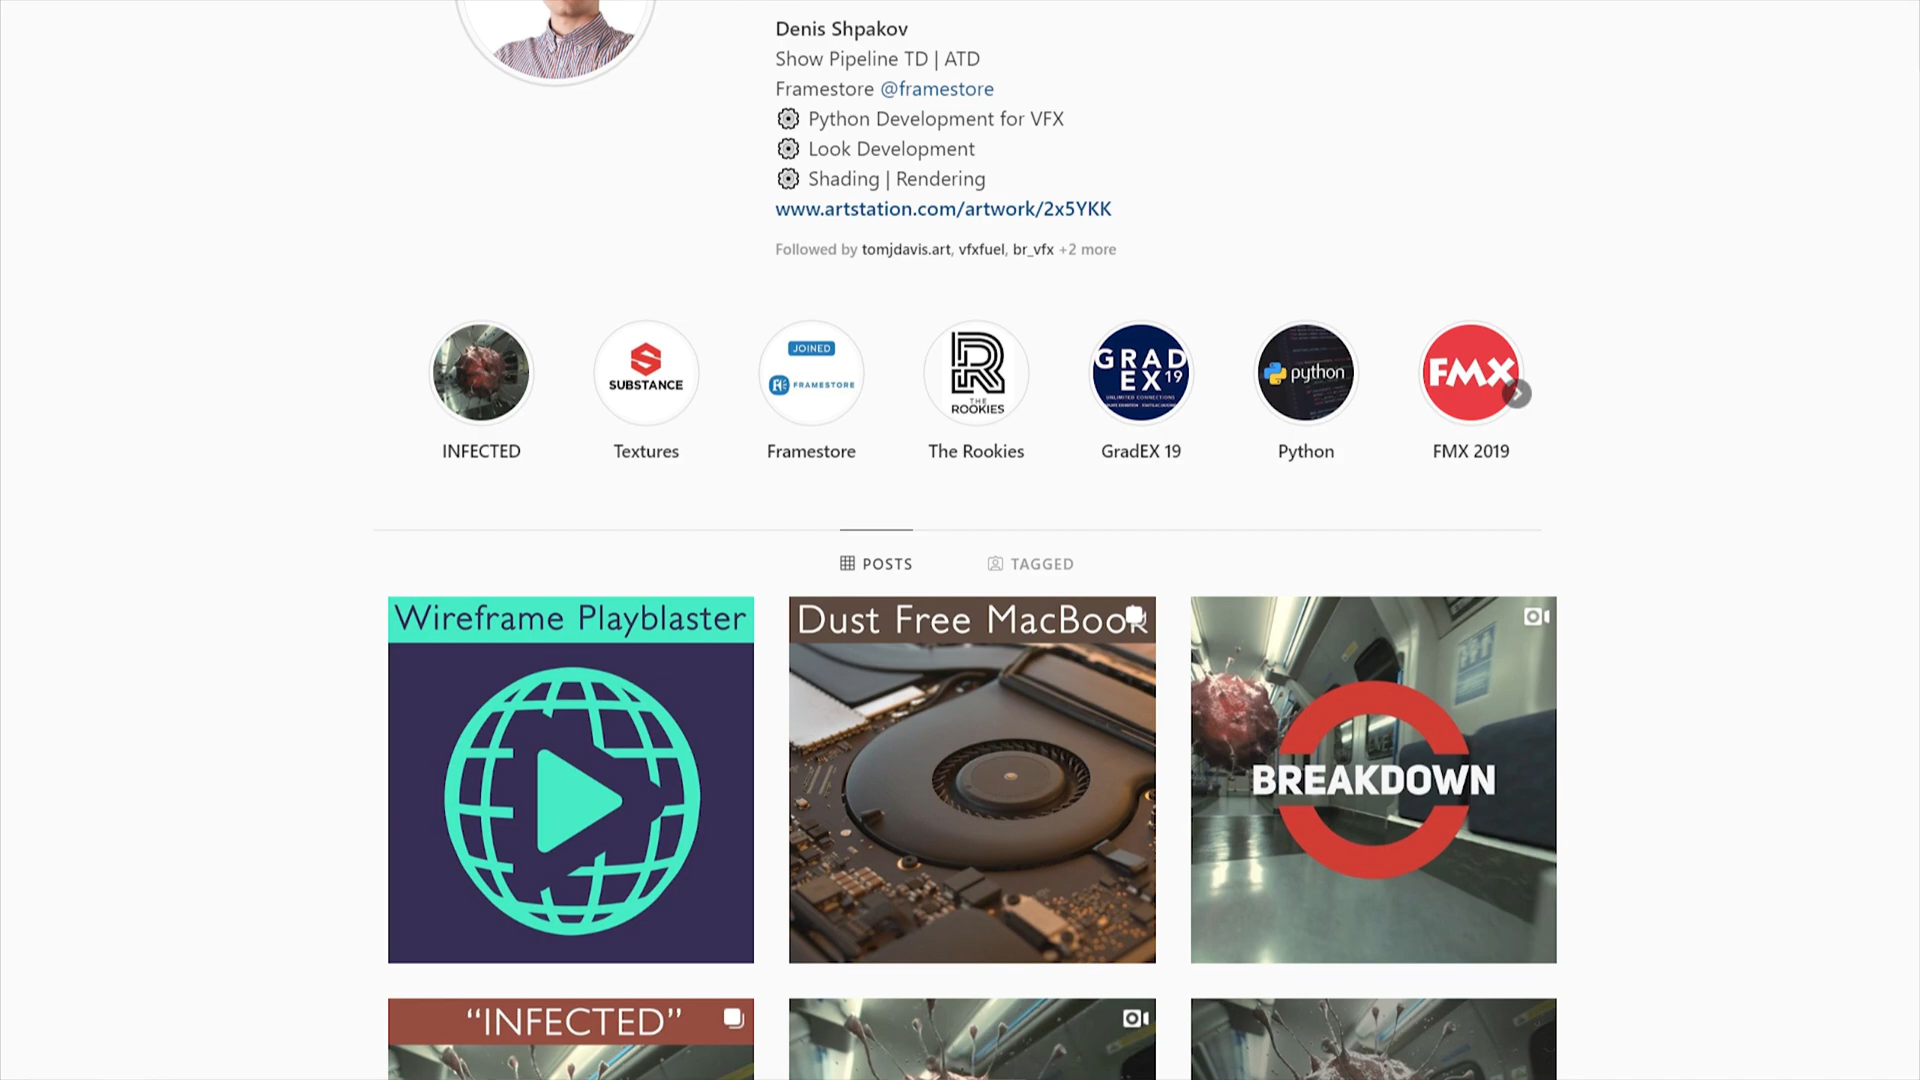 Denis Shpakov
Show Pipeline TD | ATD
Framestore @framestore
Python Development for VFX
Look Development
Shading | Rendering
www.artstation.com/artwork/2x5YKK
Followed by tomjdavis.art, vfxfuel, br_vfx +2 more
SUBSTANCE
JOINED
FRAMESTORE
THE
ROOKIES
GRAD
EX 19
python
FMX
INFECTED
Textures
Framestore
The Rookies
GradEX 19
Python
FMX 2019
POSTS
TAGGED
Wireframe Playblaster
Dust Free MacBook
BREAKDOWN
“INFECTED”